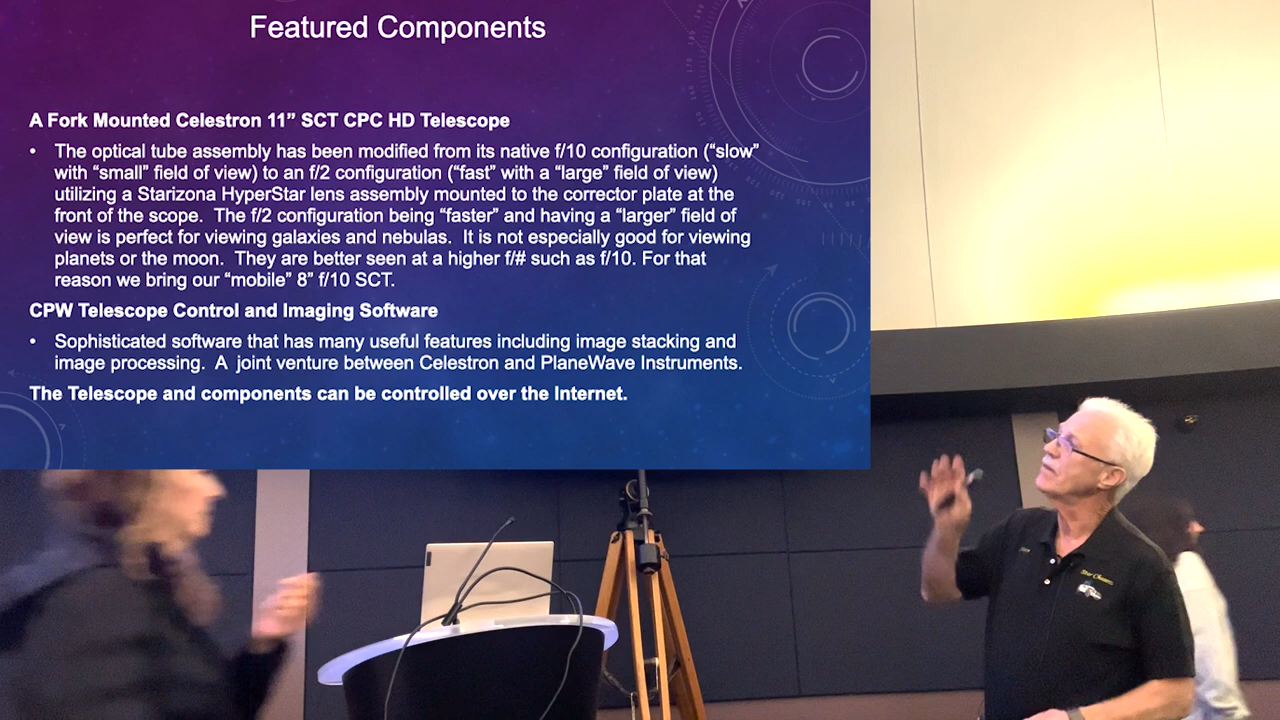 Featured Components
A Fork Mounted Celestron 11” SCT CPC HD Telescope
• The optical tube assembly has been modified from its native f/10 configuration (“slow”
with “small” field of view) to an f/2 configuration (“fast” with a “large” field of view)
utilizing a Starizona HyperStar lens assembly mounted to the corrector plate at the
front of the scope.  The f/2 configuration being “faster” and having a “larger” field of
view is perfect for viewing galaxies and nebulas.  It is not especially good for viewing
planets or the moon.  They are better seen at a higher f/# such as f/10. For that
reason we bring our “mobile” 8” f/10 SCT.
CPW Telescope Control and Imaging Software
• Sophisticated software that has many useful features including image stacking and
image processing.  A  joint venture between Celestron and PlaneWave Instruments.
The Telescope and components can be controlled over the Internet.